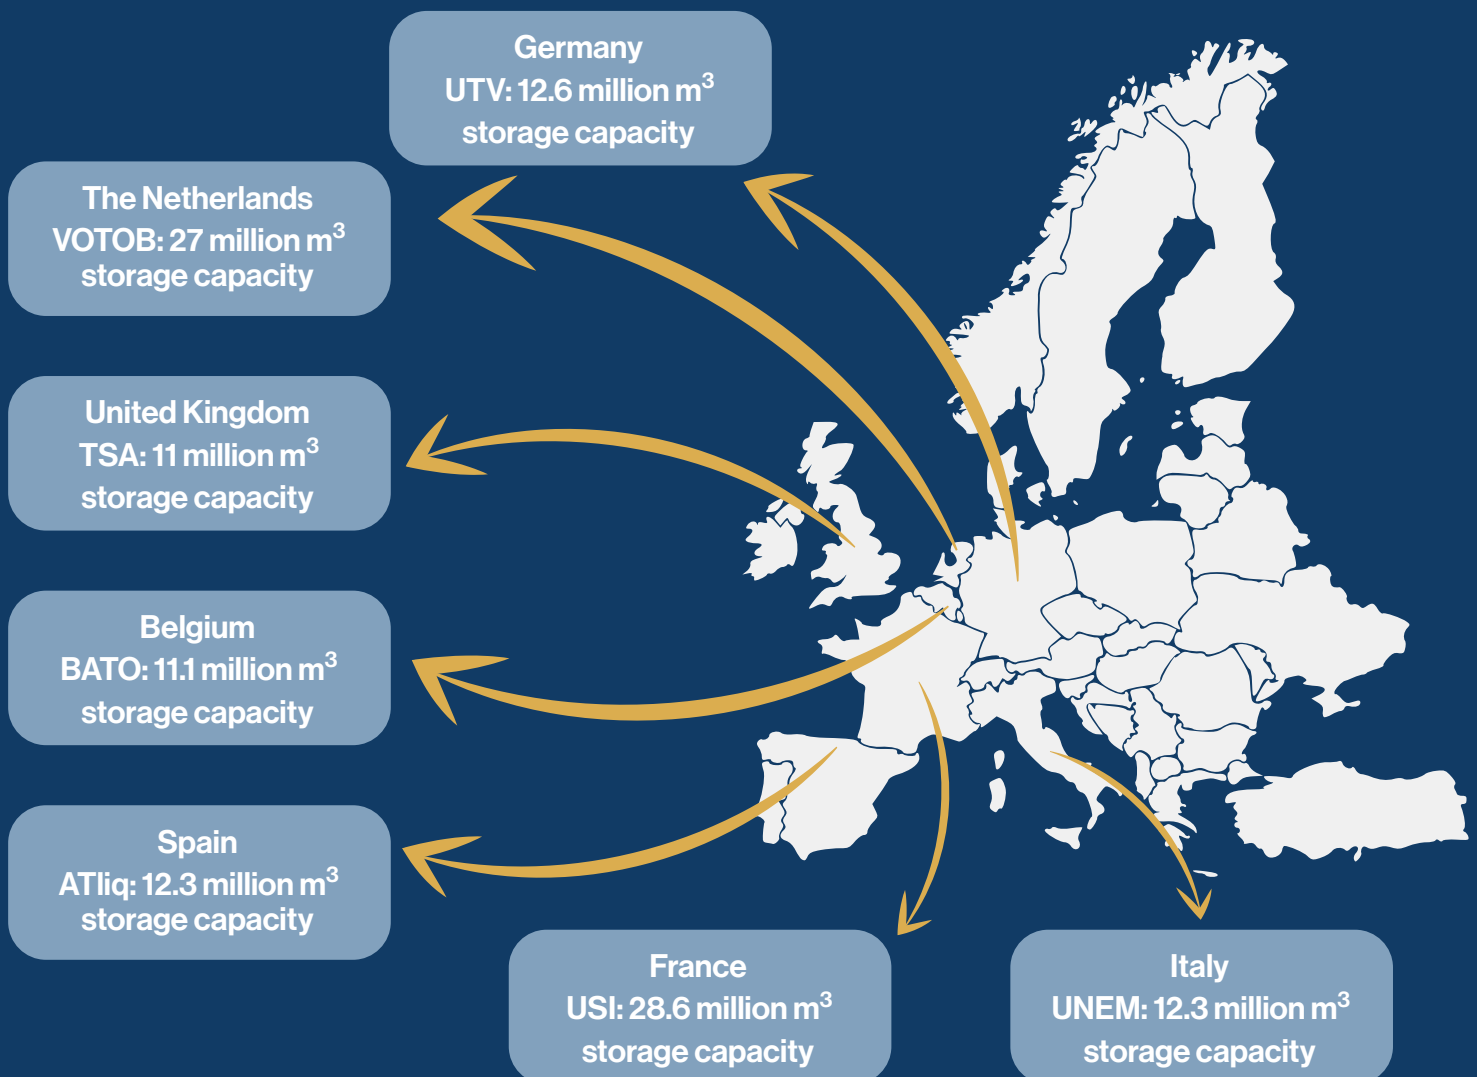 Germany
UTV: 12.6 million m³
storage capacity
The Netherlands
VOTOB: 27 million m³
storage capacity
United Kingdom
TSA: 11 million m³
storage capacity
Belgium
BATO: 11.1 million m³
storage capacity
Spain
ATliq: 12.3 million m³
storage capacity
France
USI: 28.6 million m³
storage capacity
Italy
UNEM: 12.3 million m³
storage capacity